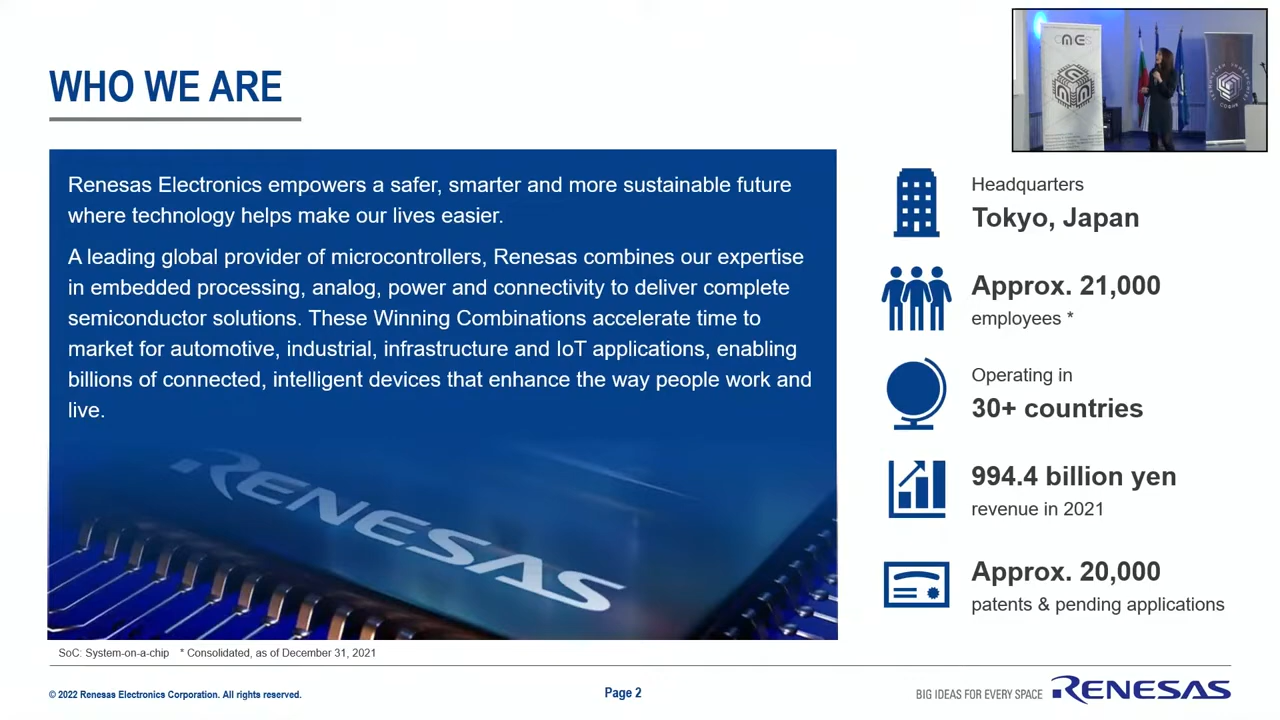 WHO WE ARE
Renesas Electronics empowers a safer, smarter and more sustainable future
where technology helps make our lives easier.
A leading global provider of microcontrollers, Renesas combines our expertise
in embedded processing, analog, power and connectivity to deliver complete
semiconductor solutions. These Winning Combinations accelerate time to
market for automotive, industrial, infrastructure and IoT applications, enabling
billions of connected, intelligent devices that enhance the way people work and
live.
RENESAS
Headquarters
Tokyo, Japan
Approx. 21,000
employees *
Operating in
30+ countries
994.4 billion yen
revenue in 2021
Approx. 20,000
patents & pending applications
SoC: System-on-a-chip * Consolidated, as of December 31, 2021
© 2022 Renesas Electronics Corporation. All rights reserved.
Page 2
BIG IDEAS FOR EVERY SPACE RENESAS